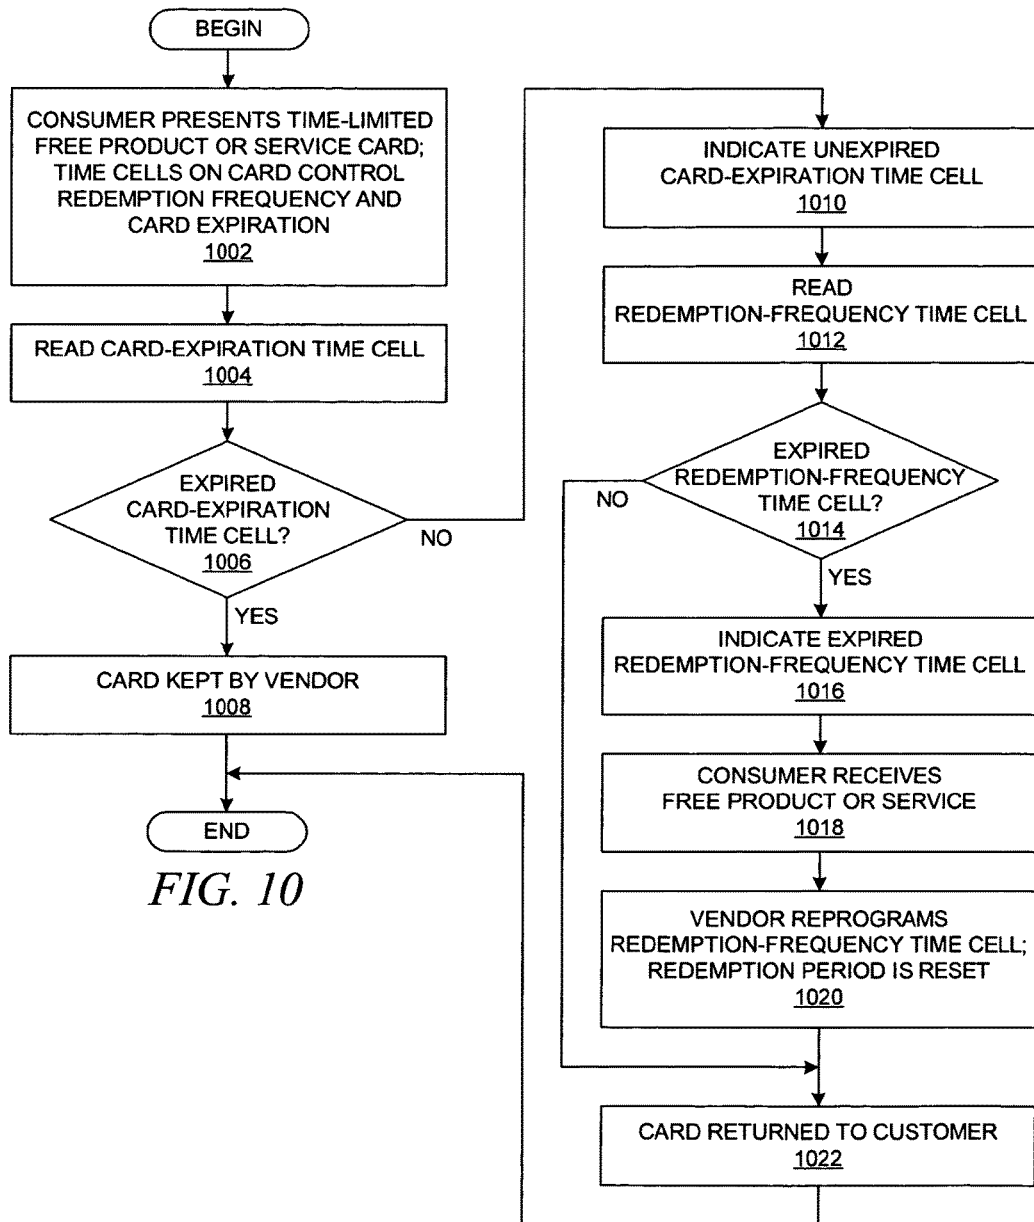 BEGIN
CONSUMER PRESENTS TIME-LIMITED
FREE PRODUCT OR SERVICE CARD;
TIME CELLS ON CARD CONTROL
REDEMPTION FREQUENCY AND
CARD EXPIRATION
1002
READ CARD-EXPIRATION TIME CELL
1004
EXPIRED
CARD-EXPIRATION
TIME CELL?
1006
NO
YES
CARD KEPT BY VENDOR
1008
END
FIG. 10
INDICATE UNEXPIRED
CARD-EXPIRATION TIME CELL
1010
READ
REDEMPTION-FREQUENCY TIME CELL
1012
EXPIRED
REDEMPTION-FREQUENCY
TIME CELL?
1014
NO
YES
INDICATE EXPIRED
REDEMPTION-FREQUENCY TIME CELL
1016
CONSUMER RECEIVES
FREE PRODUCT OR SERVICE
1018
VENDOR REPROGRAMS
REDEMPTION-FREQUENCY TIME CELL;
REDEMPTION PERIOD IS RESET
1020
CARD RETURNED TO CUSTOMER
1022